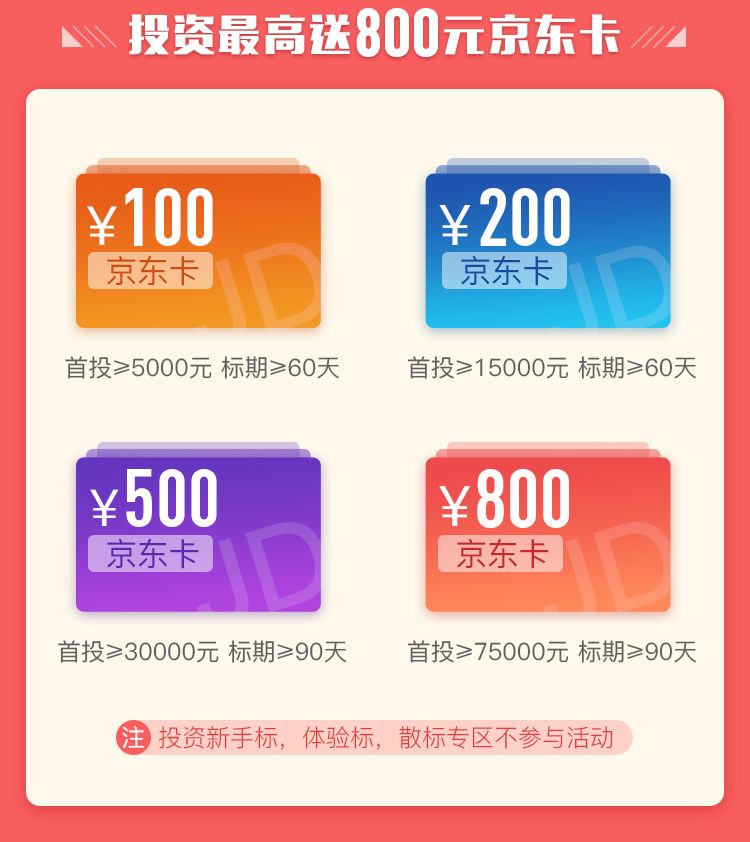 投资最高送800元京东卡
¥100
京东卡
JD
首投≥5000元 标期≥60天
¥200
京东卡
JD
首投≥15000元 标期≥60天
¥500
京东卡
JD
首投≥30000元 标期≥90天
¥800
京东卡
JD
首投≥75000元 标期≥90天
注 投资新手标，体验标，散标专区不参与活动